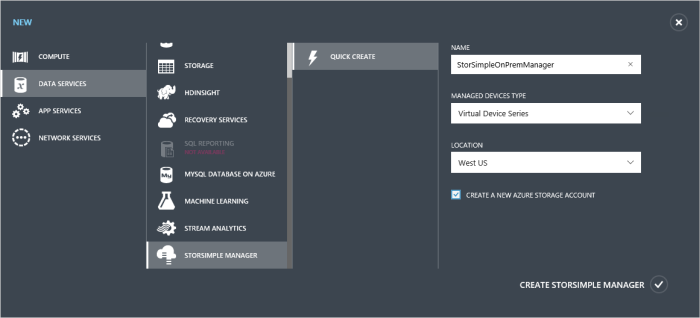 NEW
COMPUTE
DATA SERVICES
APP SERVICES
NETWORK SERVICES
STORAGE
HDINSIGHT
RECOVERY SERVICES
SQL REPORTING
MYSQL DATABASE ON AZURE
MACHINE LEARNING
STREAM ANALYTICS
STORSIMPLE MANAGER
QUICK CREATE
NAME
StorSimpleOnPremManager
MANAGED DEVICES TYPE
Virtual Device Series
LOCATION
West US
CREATE A NEW AZURE STORAGE ACCOUNT
CREATE STORSIMPLE MANAGER